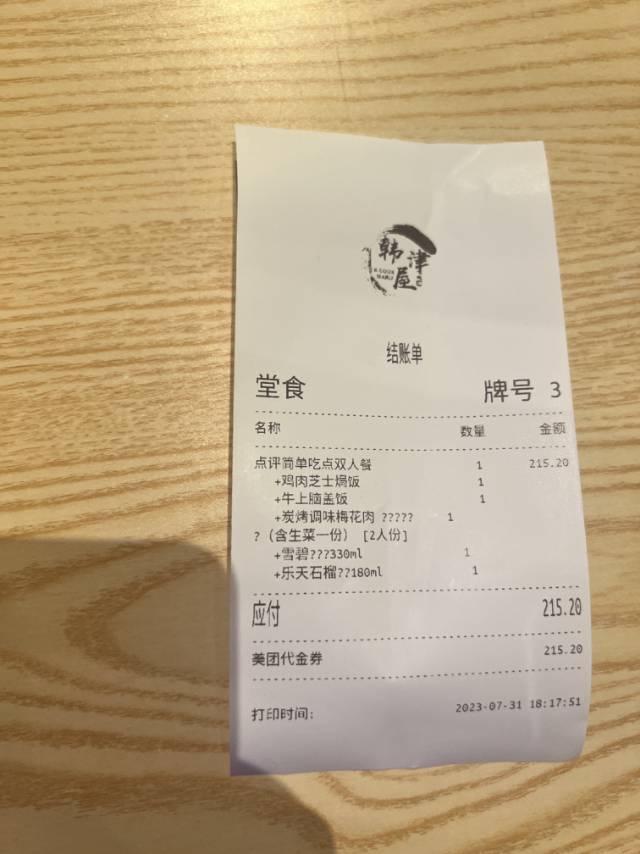 韩津屋
结账单
堂食 牌号 3
名称 数量 金额
点评简单吃点双人餐 1 215.20
+鸡肉芝士焗饭 1
+牛上脑盖饭 1
+炭烤调味梅花肉 ????? 1
?（含生菜一份） [2人份]
+雪碧???330ml 1
+乐天石榴??180ml 1
应付 215.20
美团代金券 215.20
打印时间: 2023-07-31 18:17:51